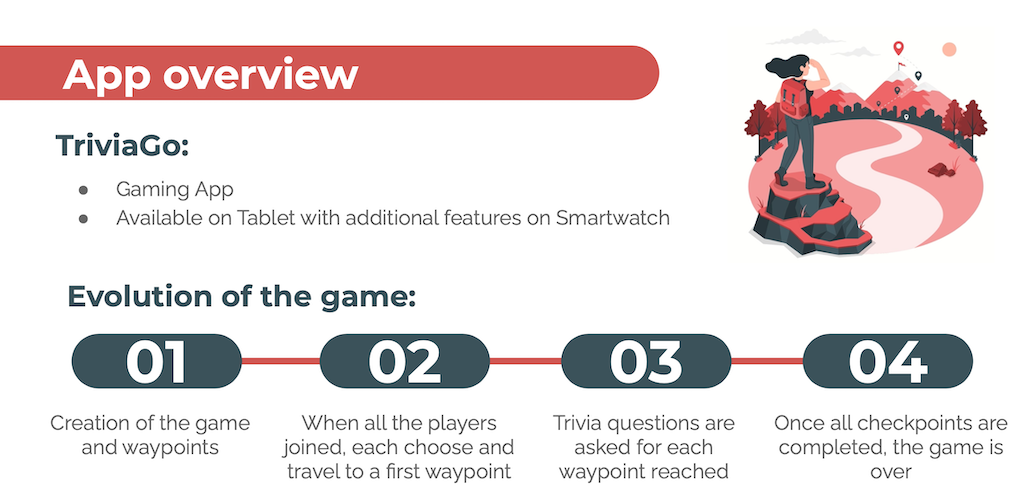 App overview
TriviaGo:
● Gaming App
● Available on Tablet with additional features on Smartwatch
Evolution of the game:
01
Creation of the game
and waypoints
02
When all the players
joined, each choose and
travel to a first waypoint
03
Trivia questions are
asked for each
waypoint reached
04
Once all checkpoints are
completed, the game is
over